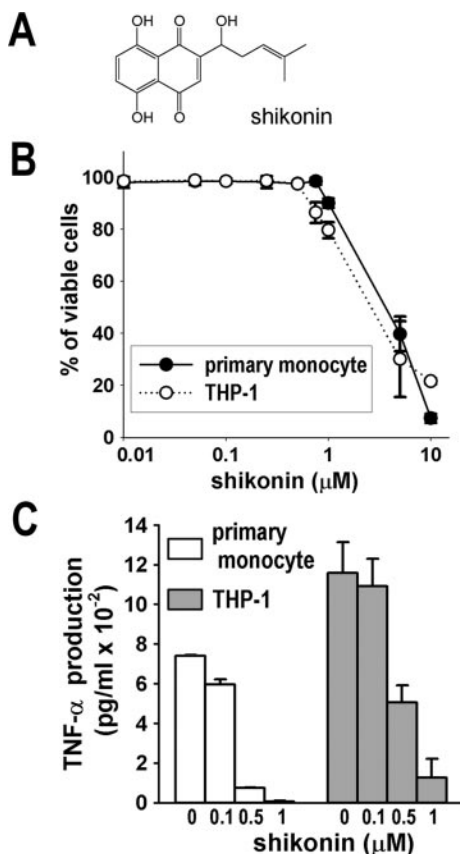 A
OH O OH
OH O
shikonin
B
% of viable cells
100
80
60
40
20
0
primary monocyte
THP-1
0.01 0.1 1 10
shikonin (μM)
C
TNF-α production
(pg/ml x 10-2)
14
12
10
8
6
4
2
0
primary
monocyte
THP-1
0 0.1 0.5 1 0 0.1 0.5 1
shikonin (μM)